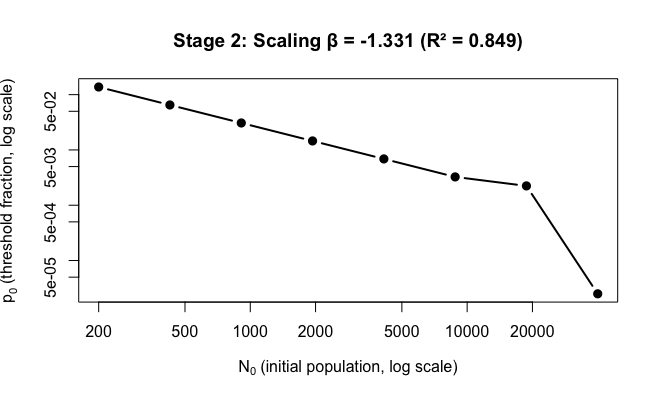 Stage 2: Scaling β = -1.331 (R² = 0.849)
p₀ (threshold fraction, log scale)
5e-02
5e-03
5e-04
5e-05
200 500 1000 2000 5000 10000 20000
N₀ (initial population, log scale)